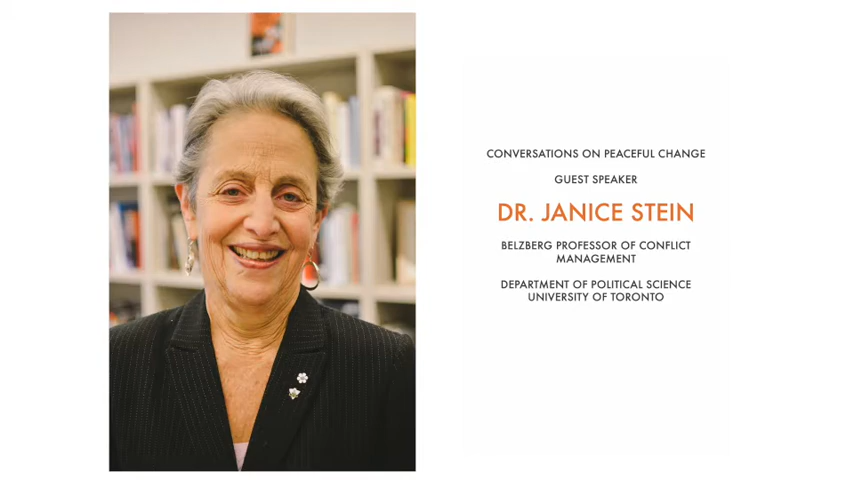 CONVERSATIONS ON PEACEFUL CHANGE
GUEST SPEAKER
DR. JANICE STEIN
BELZBERG PROFESSOR OF CONFLICT
MANAGEMENT
DEPARTMENT OF POLITICAL SCIENCE
UNIVERSITY OF TORONTO